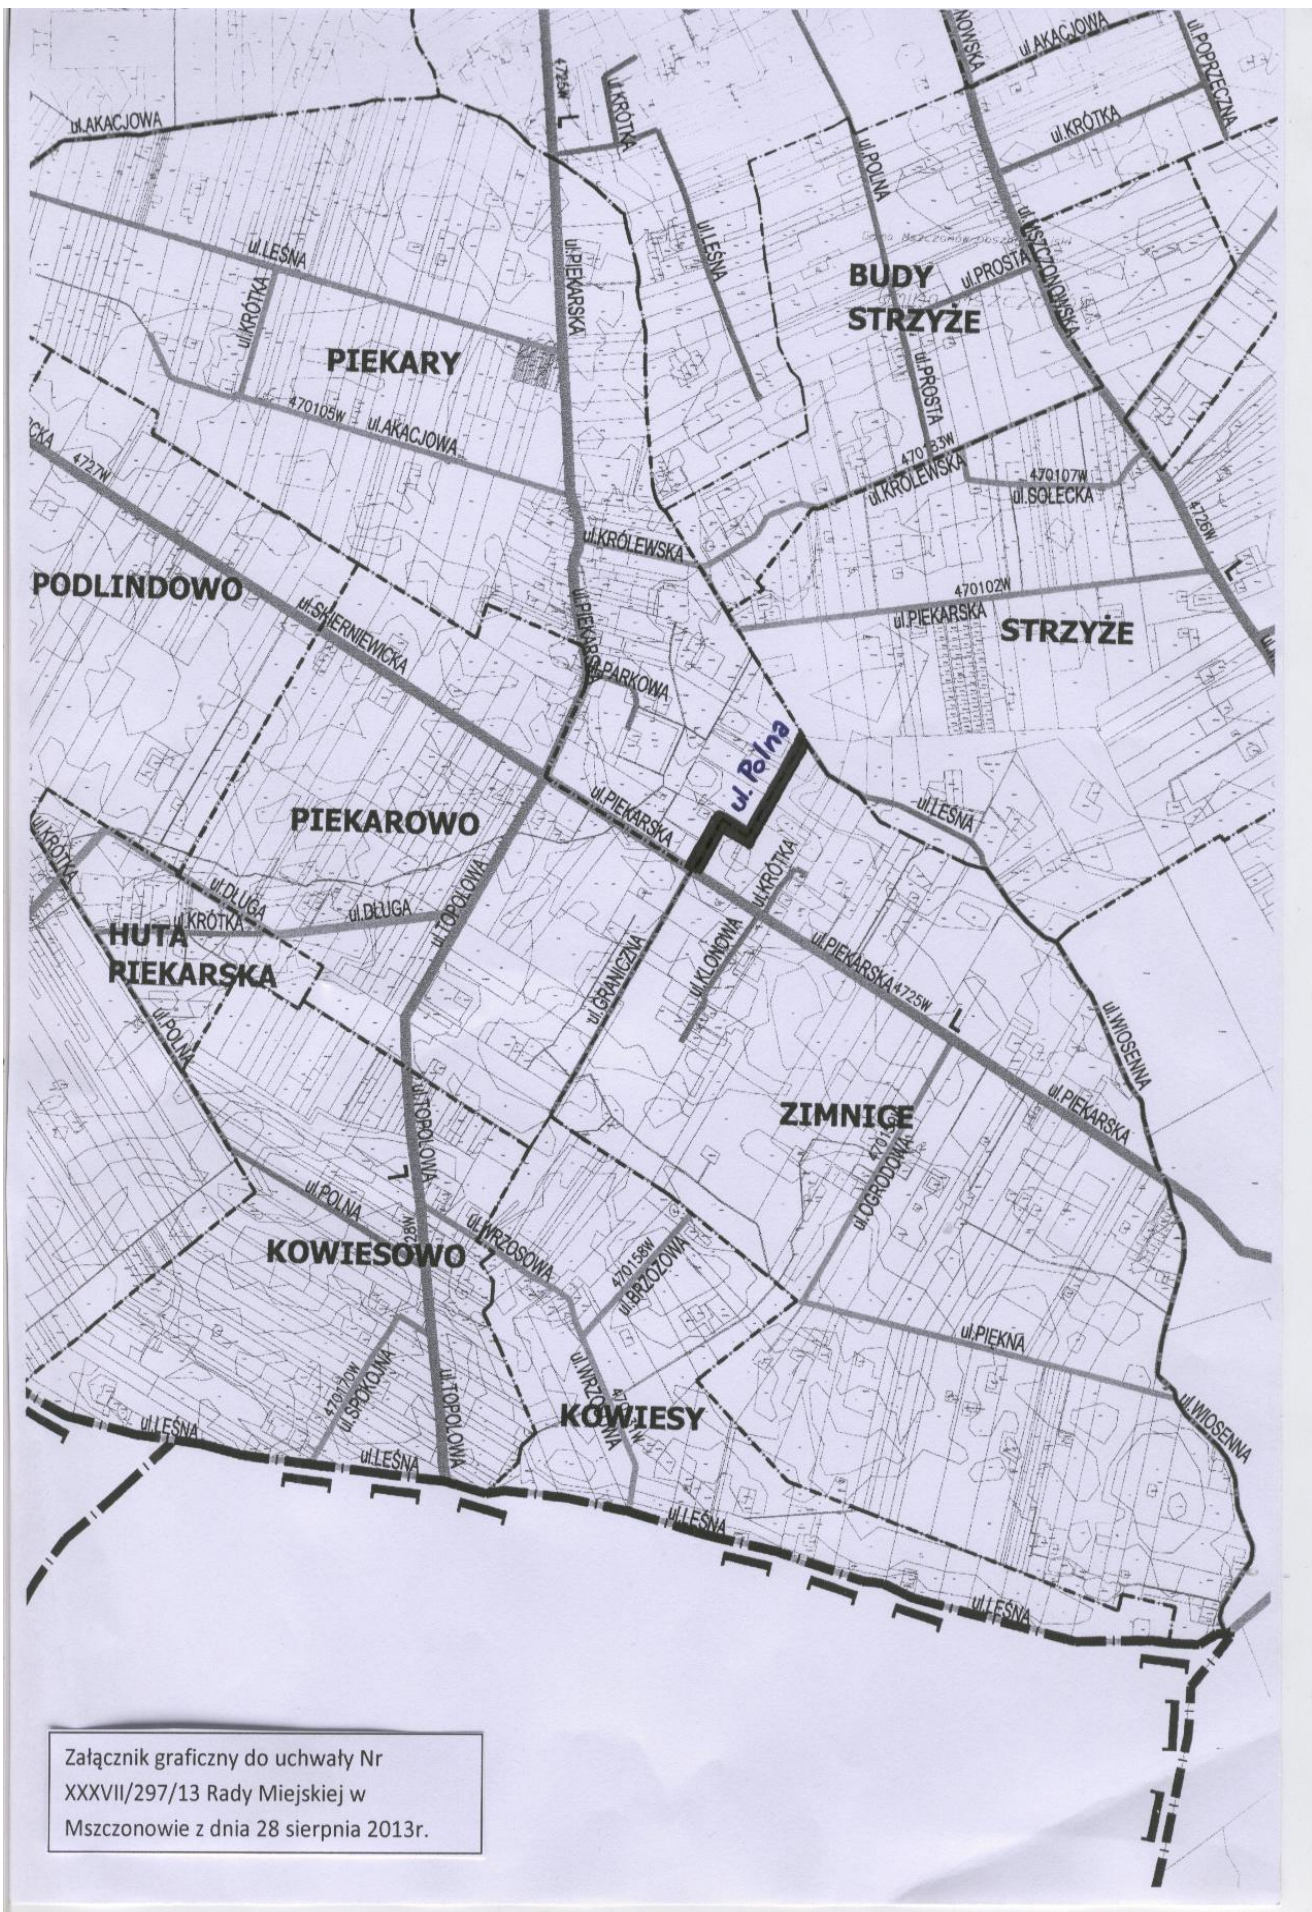 NOWSKA
ul.AKACJOWA
ul.POPRZECZNA
4725W
L
ul.KRÓTKA
ul.AKACJOWA
ul.KRÓTKA
ul.POLNA
ul.LEŚNA
ul.LEŚNA
ul.PIEKARSKA
ul.MSZCZONOWSKA
BUDY
STRZYŻE
ul.PROSTA
ul.KRÓTKA
PIEKARY
ul.PROSTA
470105W
ul.AKACJOWA
CKA
4727W
ul.KRÓLEWSKA
470107W
ul.SOŁECKA
4726W
L
ul.KRÓLEWSKA
PODLINDOWO
ul.SKIERNIEWICKA
ul.PIEKARSKA
470102W
ul.PIEKARSKA
STRZYŻE
ul.PARKOWA
ul. Polna
ul.PIEKARSKA
ul.LEŚNA
PIEKAROWO
ul.KRÓTKA
ul.DŁUGA
ul.KRÓTKA
ul.DŁUGA
ul.TOPOLOWA
ul.KRÓTKA
ul.KLONOWA
HUTA
PIEKARSKA
ul.GRANICZNA
ul.PIEKARSKA
4725W
L
ul.POLNA
ul.WIOSENNA
ul.PIEKARSKA
ZIMNICE
ul.TOPOLOWA
L
ul.OGRODOWA
ul.POLNA
28W
KOWIESOWO
ul.WRZOSOWA
470158W
ul.BRZOZOWA
ul.PIĘKNA
470170W
ul.SPOKOJNA
ul.TOPOLOWA
KOWIESY
ul.WIOSENNA
ul.LEŚNA
ul.LEŚNA
ul.LEŚNA
ul.LEŚNA
Załącznik graficzny do uchwały Nr
XXXVII/297/13 Rady Miejskiej w
Mszczonowie z dnia 28 sierpnia 2013r.